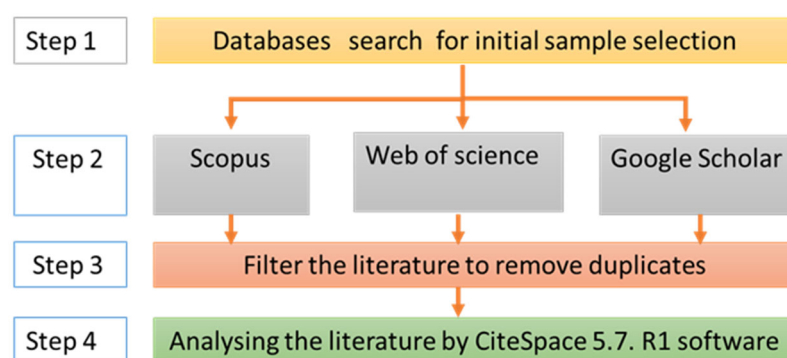 Step 1
Databases search for initial sample selection
Step 2
Scopus
Web of science
Google Scholar
Step 3
Filter the literature to remove duplicates
Step 4
Analysing the literature by CiteSpace 5.7. R1 software